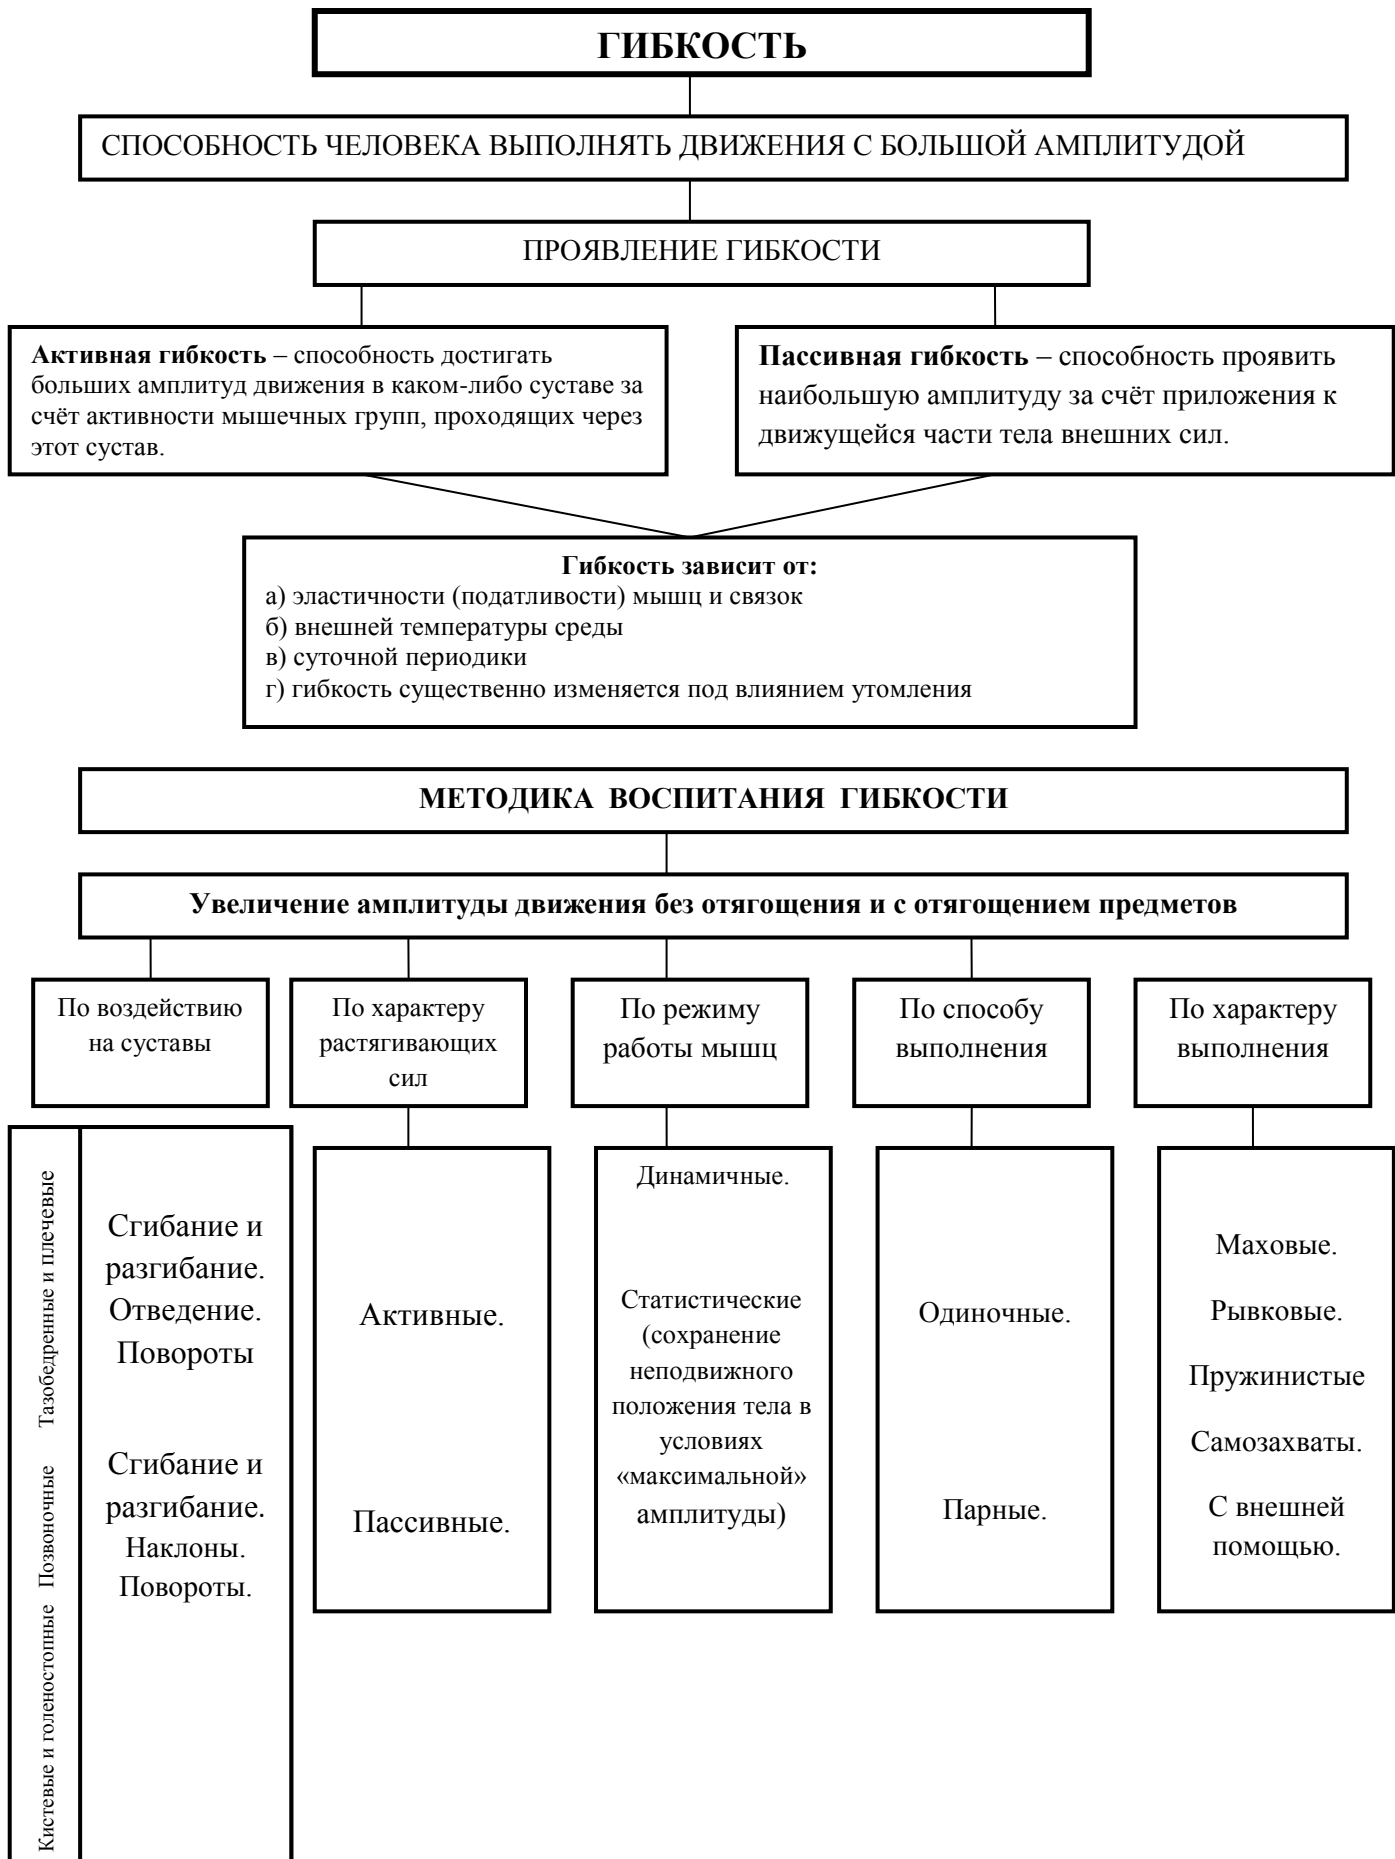 ГИБКОСТЬ
СПОСОБНОСТЬ ЧЕЛОВЕКА ВЫПОЛНЯТЬ ДВИЖЕНИЯ С БОЛЬШОЙ АМПЛИТУДОЙ
ПРОЯВЛЕНИЕ ГИБКОСТИ
Активная гибкость – способность достигать
больших амплитуд движения в каком-либо суставе за
счёт активности мышечных групп, проходящих через
этот сустав.
Пассивная гибкость – способность проявить
наибольшую амплитуду за счёт приложения к
движущейся части тела внешних сил.
Гибкость зависит от:
а) эластичности (податливости) мышц и связок
б) внешней температуры среды
в) суточной периодики
г) гибкость существенно изменяется под влиянием утомления
МЕТОДИКА ВОСПИТАНИЯ ГИБКОСТИ
Увеличение амплитуды движения без отягощения и с отягощением предметов
По воздействию
на суставы
По характеру
растягивающих
сил
По режиму
работы мышц
По способу
выполнения
По характеру
выполнения
Тазобедренные и плечевые
Позвоночные
Кистевые и голеностопные
Сгибание и
разгибание.
Отведение.
Повороты
Сгибание и
разгибание.
Наклоны.
Повороты.
Активные.
Пассивные.
Динамичные.
Статистические
(сохранение
неподвижного
положения тела в
условиях
«максимальной»
амплитуды)
Одиночные.
Парные.
Маховые.
Рывковые.
Пружинистые
Самозахваты.
С внешней
помощью.